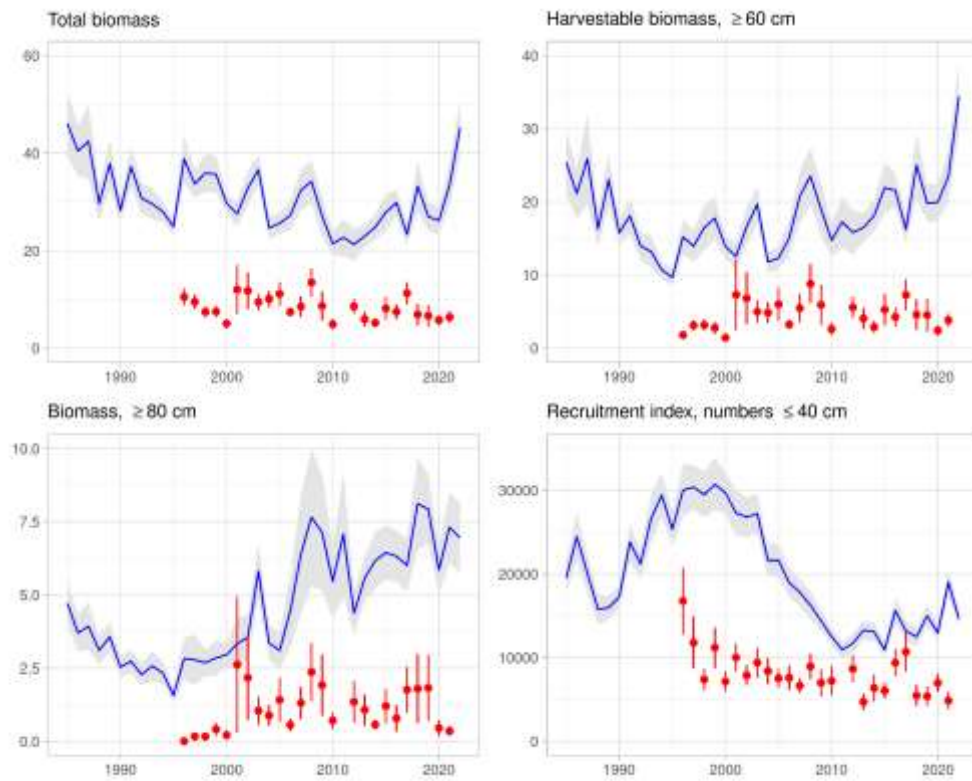 Total biomass
60
40
20
0
1990 2000 2010 2020
Harvestable biomass, ≥ 60 cm
40
30
20
10
0
1990 2000 2010 2020
Biomass, ≥ 80 cm
10.0
7.5
5.0
2.5
0.0
1990 2000 2010 2020
Recruitment index, numbers ≤ 40 cm
30000
20000
10000
0
1990 2000 2010 2020